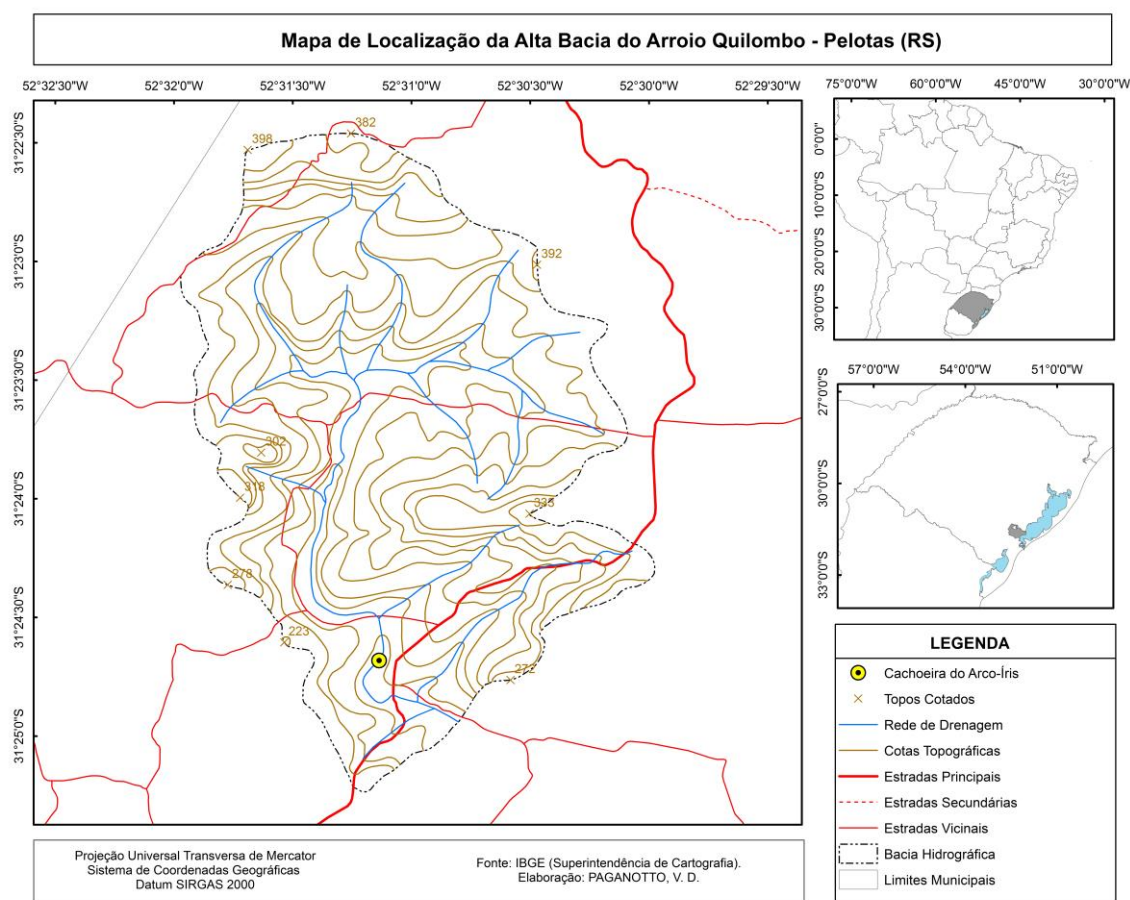 Mapa de Localização da Alta Bacia do Arroio Quilombo - Pelotas (RS)
52°32'30"W 52°32'0"W 52°31'30"W 52°31'0"W 52°30'30"W 52°30'0"W 52°29'30"W
31°22'30"S
31°23'0"S
31°23'30"S
31°24'0"S
31°24'30"S
31°25'0"S
398
382
392
302
318
335
278
223
272
75°0'0"W 60°0'0"W 45°0'0"W 30°0'0"W
0°0'0"
10°0'0"S
20°0'0"S
30°0'0"S
57°0'0"W 54°0'0"W 51°0'0"W
27°0'0"S
30°0'0"S
33°0'0"S
LEGENDA
Cachoeira do Arco-Íris
Topos Cotados
Rede de Drenagem
Cotas Topográficas
Estradas Principais
Estradas Secundárias
Estradas Vicinais
Bacia Hidrográfica
Limites Municipais
Projeção Universal Transversa de Mercator
Sistema de Coordenadas Geográficas
Datum SIRGAS 2000
Fonte: IBGE (Superintendência de Cartografia).
Elaboração: PAGANOTTO, V. D.